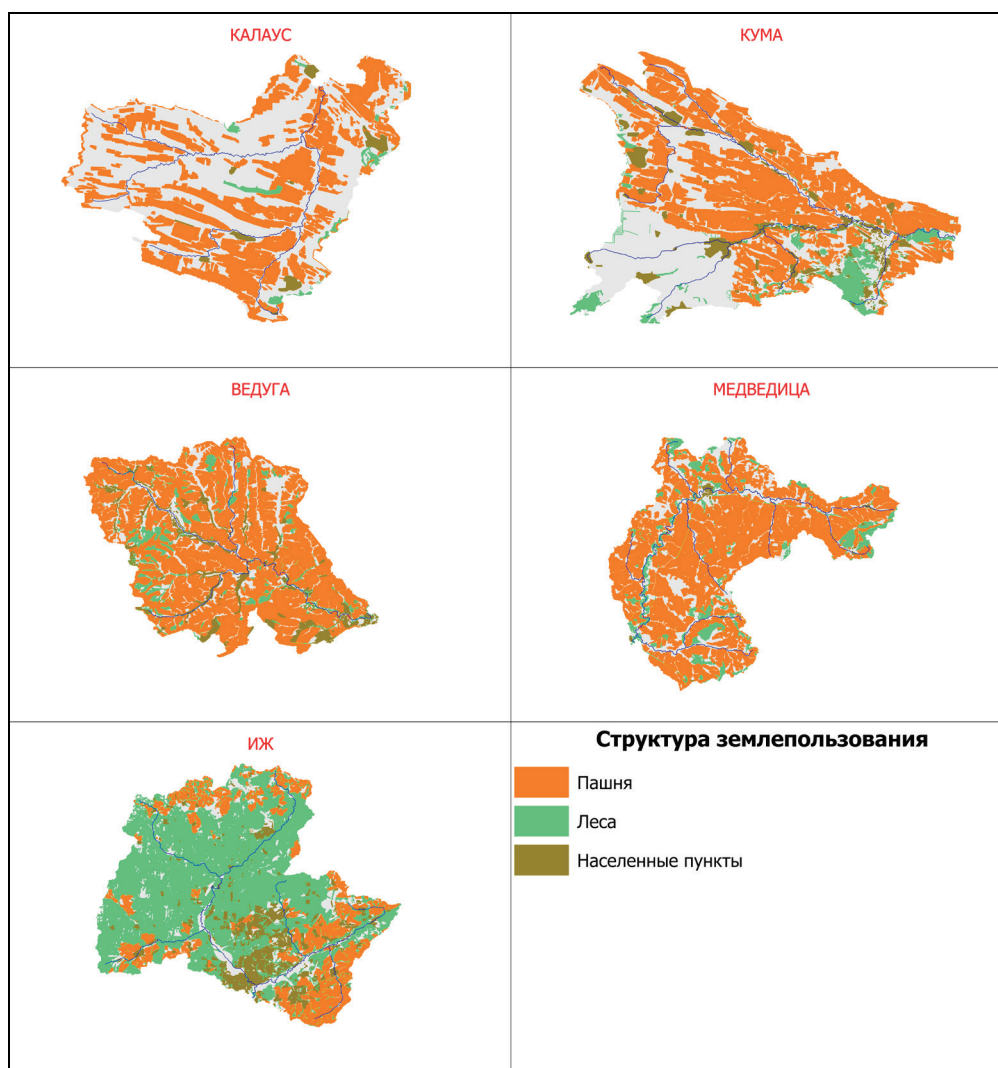 КАЛАУС
КУМА
ВЕДУГА
МЕДВЕДИЦА
ИЖ
Структура землепользования
Пашня
Леса
Населенные пункты